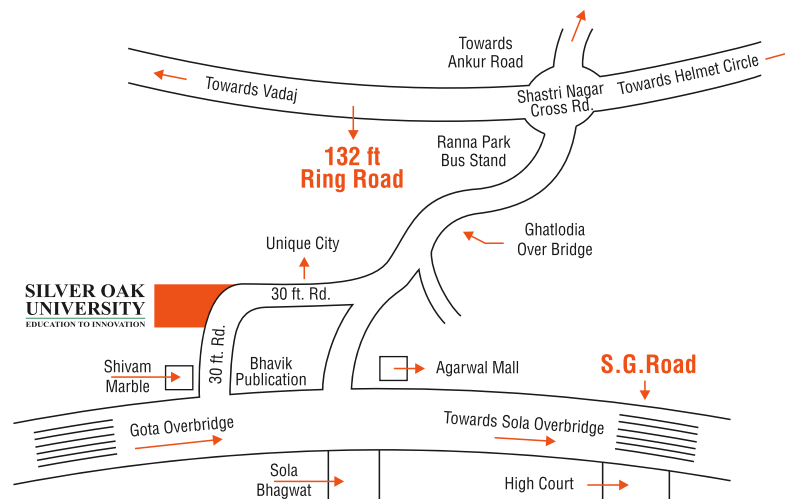 Towards
Ankur Road
Towards Vadaj
Shastri Nagar
Cross Rd.
Towards Helmet Circle
132 ft
Ring Road
Ranna Park
Bus Stand
Unique City
Ghatlodia
Over Bridge
SILVER OAK
UNIVERSITY
EDUCATION TO INNOVATION
30 ft. Rd.
30 ft. Rd.
Shivam
Marble
Bhavik
Publication
Agarwal Mall
S.G.Road
Gota Overbridge
Towards Sola Overbridge
Sola
Bhagwat
High Court